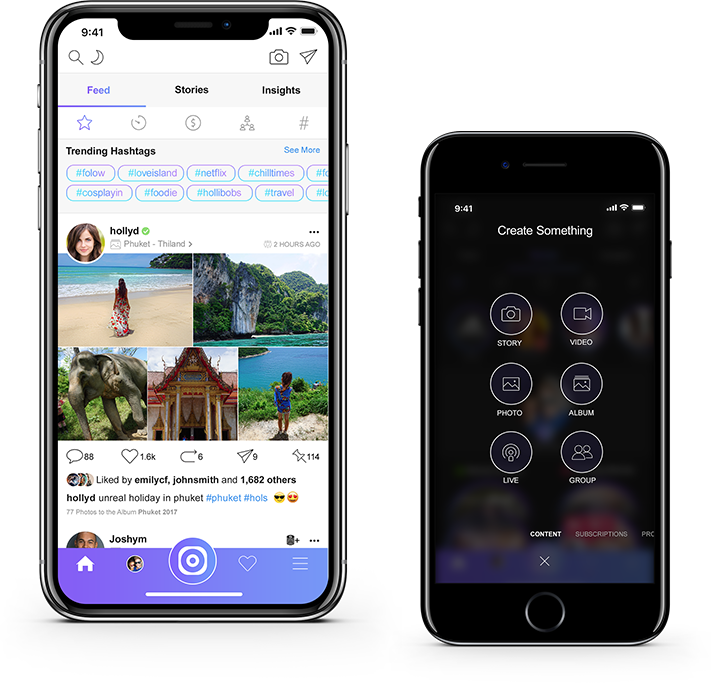 9:41
Feed Stories Insights
$ #
Trending Hashtags See More
#folow #loveisland #netflix #chilltimes #fo
#cosplayin #foodie #hollibobs #travel #lo
hollyd
Phuket - Thiland > 2 HOURS AGO
88 1.6k 6 9 114
Liked by emilycf, johnsmith and 1,682 others
hollyd unreal holiday in phuket #phuket #hols 😎😍
77 Photos to the Album Phuket 2017
Joshym
9:41
Create Something
STORY VIDEO
PHOTO ALBUM
LIVE GROUP
CONTENT SUBSCRIPTIONS PRO